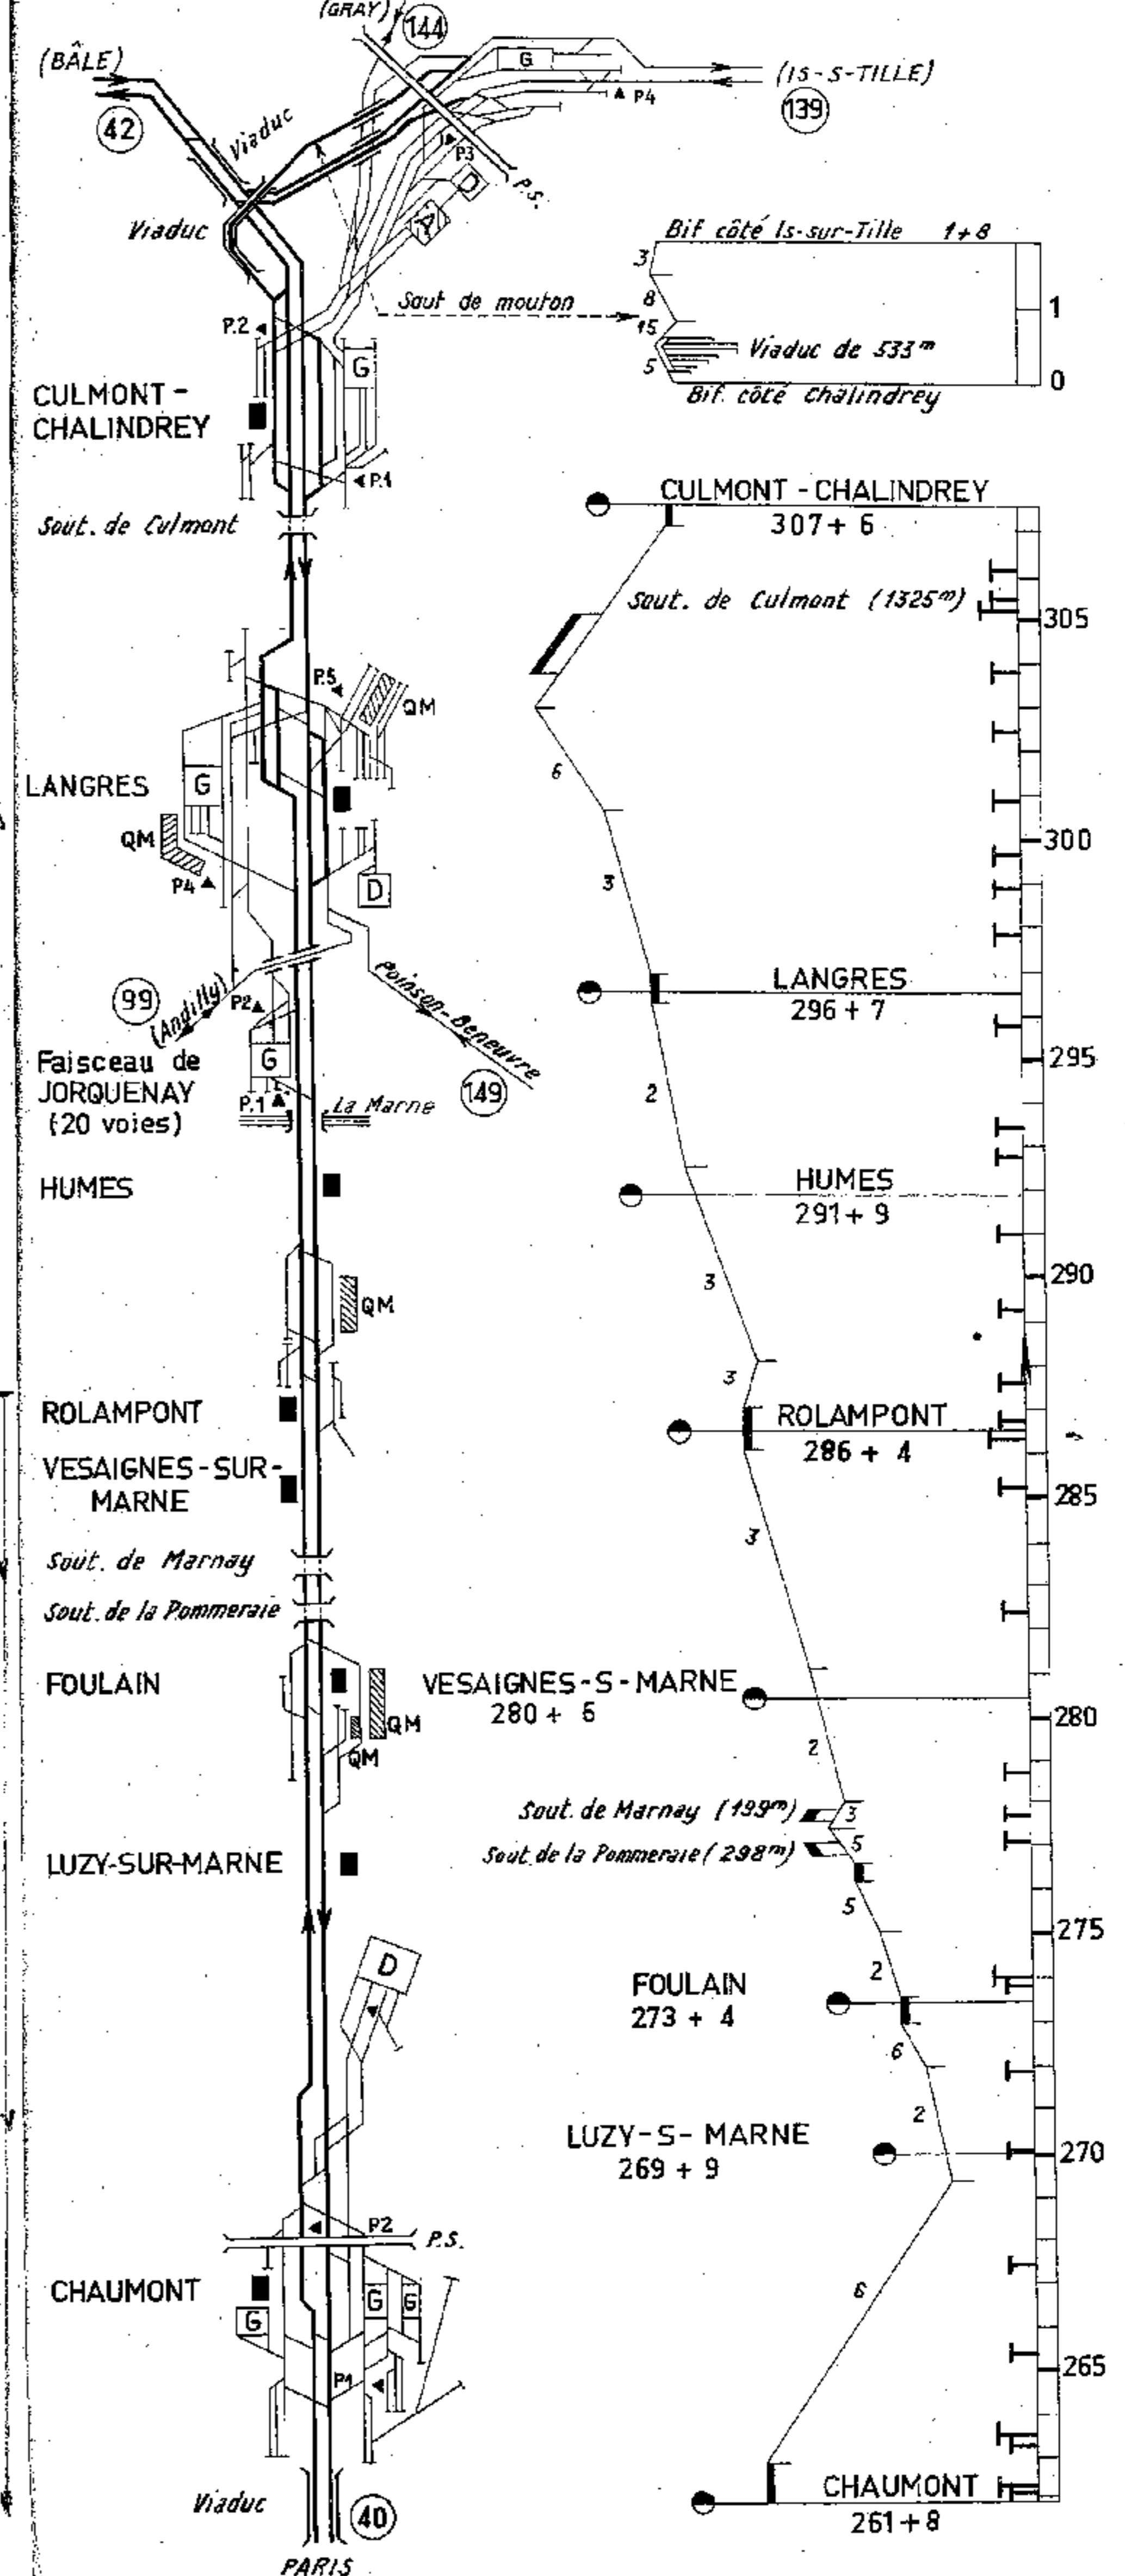 (GRAY)
144
(BÂLE)
G
(IS-S-TILLE)
42
139
Viaduc
P4
P3
P.S.
D
A
Viaduc
Bif. côté Is-sur-Tille 1+8
3
Saut de mouton
8
1
P.2
15
Viaduc de 533m
G
5
0
Bif. côté Chalindrey
CULMONT-
CHALINDREY
P.1
CULMONT-CHALINDREY
307+6
Sout. de Culmont
Sout. de Culmont (1325m)
305
P.5
QM
6
LANGRES
G
QM
300
P4
D
3
LANGRES
296+7
99
(Andilly)
P2
Poinson-Beneuvre
Faisceau de
JORQUENAY
(20 voies)
G
295
149
P.1
La Marne
2
HUMES
HUMES
291+9
3
290
QM
3
ROLAMPONT
ROLAMPONT
286+4
VESAIGNES-SUR-
MARNE
285
3
Sout. de Marnay
Sout. de la Pommeraie
FOULAIN
VESAIGNES-S-MARNE
280+6
280
QM
QM
2
Sout. de Marnay (199m)
3
Sout. de la Pommeraie (298m)
5
LUZY-SUR-MARNE
5
275
D
2
FOULAIN
273+4
6
2
LUZY-S-MARNE
269+9
270
P2
P.S.
CHAUMONT
G
G
G
6
P1
265
CHAUMONT
261+8
Viaduc
40
PARIS